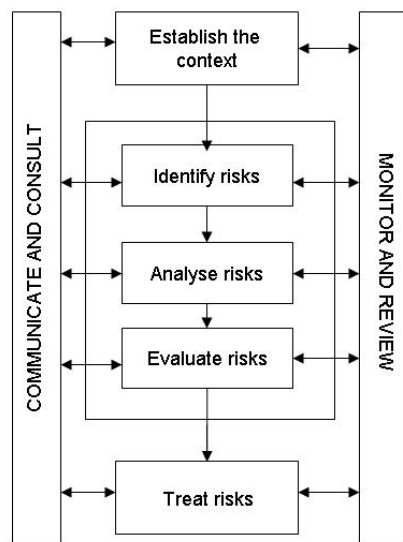 Establish the
context
COMMUNICATE AND CONSULT
MONITOR AND REVIEW
Identify risks
Analyse risks
Evaluate risks
Treat risks